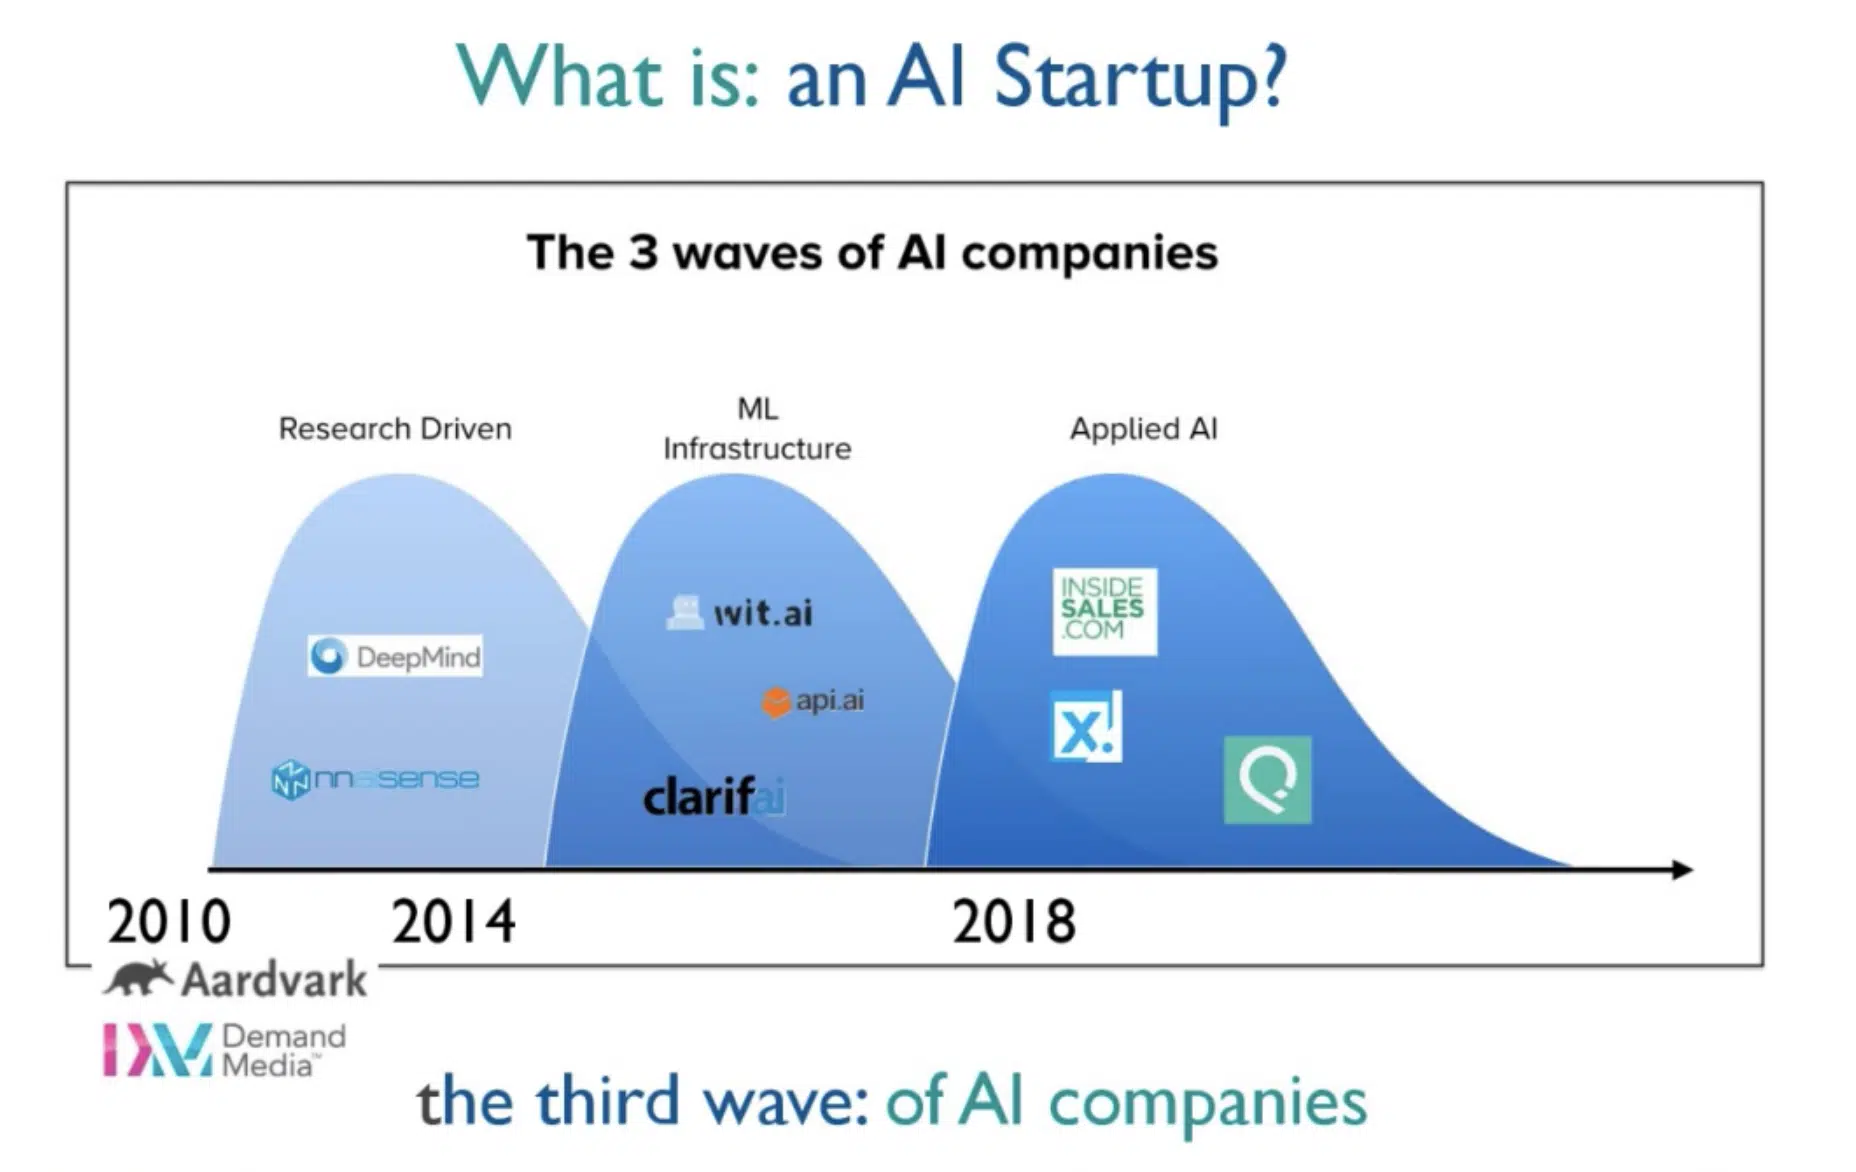 What is: an AI Startup?
The 3 waves of AI companies
Research Driven
ML
Infrastructure
Applied AI
DeepMind
nnaisense
wit.ai
api.ai
clarifai
INSIDE
SALES
.COM
x!
2010
2014
2018
Aardvark
Demand
Media™
the third wave: of AI companies